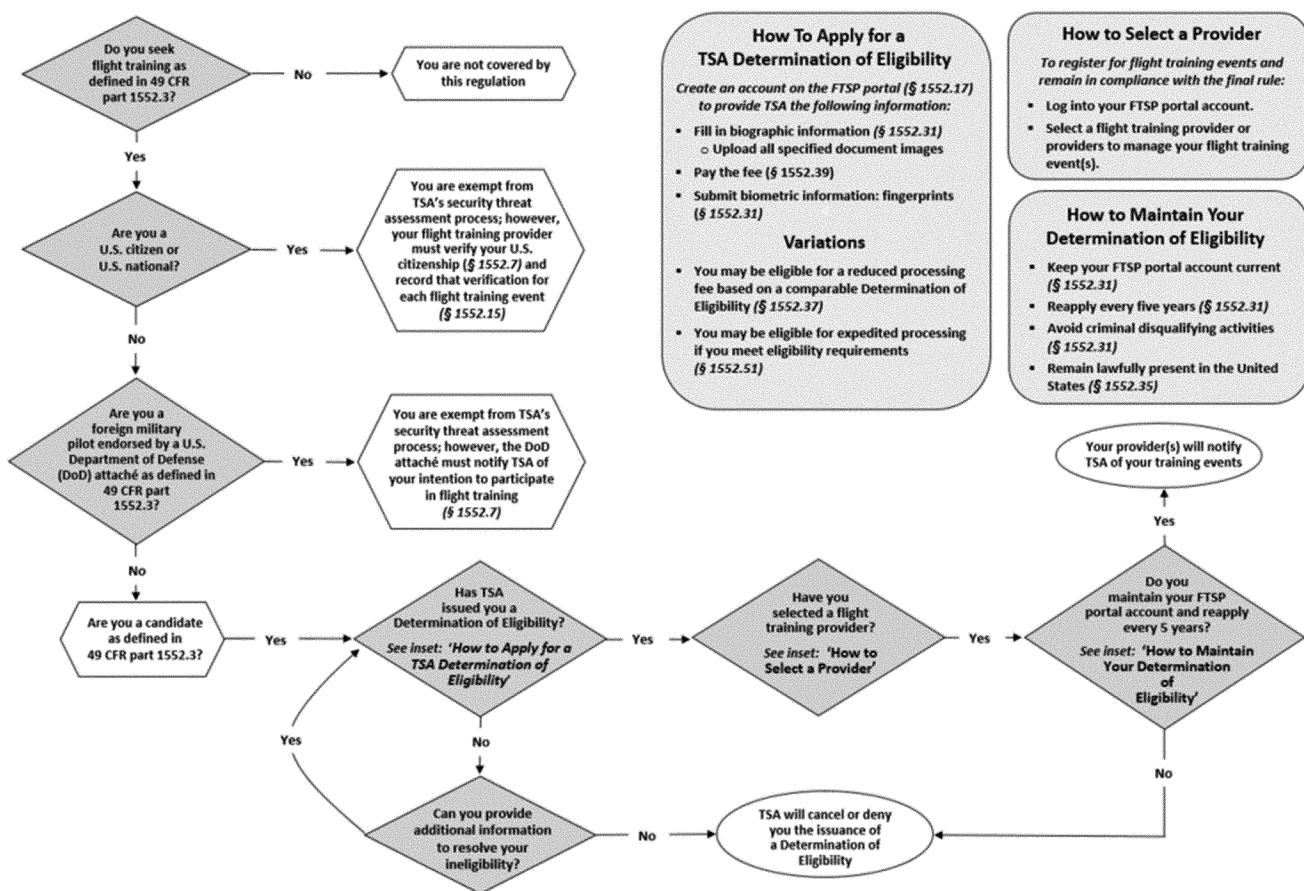 Do you seek
flight training as
defined in 49 CFR
part 1552.3?
No
You are not covered by
this regulation
Yes
Are you a
U.S. citizen or
U.S. national?
Yes
You are exempt from
TSA's security threat
assessment process; however,
your flight training provider
must verify your U.S.
citizenship (§ 1552.7) and
record that verification for
each flight training event
(§ 1552.15)
No
Are you a
foreign military
pilot endorsed by a U.S.
Department of Defense
(DoD) attaché as defined in
49 CFR part
1552.3?
Yes
You are exempt from TSA's
security threat assessment
process; however, the DoD
attaché must notify TSA of
your intention to participate
in flight training
(§ 1552.7)
No
Are you a candidate
as defined in
49 CFR part 1552.3?
Yes
Has TSA
issued you a
Determination of Eligibility?
See inset: 'How to Apply for a
TSA Determination of
Eligibility'
Yes
Have you
selected a flight
training provider?
See inset: 'How to
Select a Provider'
Yes
Do you
maintain your FTSP
portal account and reapply
every 5 years?
See inset: 'How to Maintain
Your Determination
of
Eligibility'
Yes
Your provider(s) will notify
TSA of your training events
No
No
Can you provide
additional information
to resolve your
ineligibility?
Yes
No
TSA will cancel or deny
you the issuance of
a Determination of
Eligibility
How To Apply for a
TSA Determination of Eligibility
Create an account on the FTSP portal (§ 1552.17)
to provide TSA the following information:
▪ Fill in biographic information (§ 1552.31)
o Upload all specified document images
▪ Pay the fee (§ 1552.39)
▪ Submit biometric information: fingerprints
(§ 1552.31)
Variations
▪ You may be eligible for a reduced processing
fee based on a comparable Determination of
Eligibility (§ 1552.37)
▪ You may be eligible for expedited processing
if you meet eligibility requirements
(§ 1552.51)
How to Select a Provider
To register for flight training events and
remain in compliance with the final rule:
▪ Log into your FTSP portal account.
▪ Select a flight training provider or
providers to manage your flight training
event(s).
How to Maintain Your
Determination of Eligibility
▪ Keep your FTSP portal account current
(§ 1552.31)
▪ Reapply every five years (§ 1552.31)
▪ Avoid criminal disqualifying activities
(§ 1552.31)
▪ Remain lawfully present in the United
States (§ 1552.35)